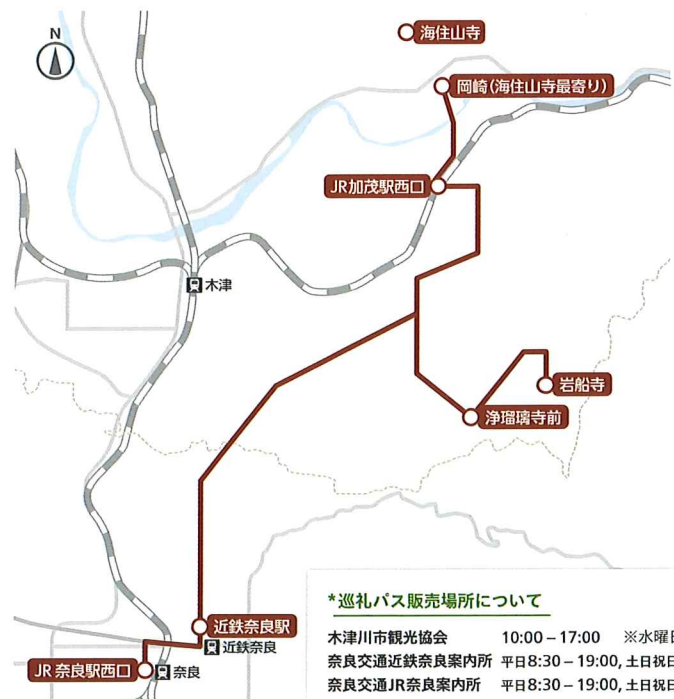 N
海住山寺
岡崎(海住山寺最寄り)
JR加茂駅西口
木津
岩船寺
浄瑠璃寺前
近鉄奈良駅
近鉄奈良
JR奈良駅西口
奈良
*巡礼パス販売場所について
木津川市観光協会 10:00－17:00 ※水曜日
奈良交通近鉄奈良案内所 平日8:30－19:00, 土日祝日
奈良交通JR奈良案内所 平日8:30－19:00, 土日祝日